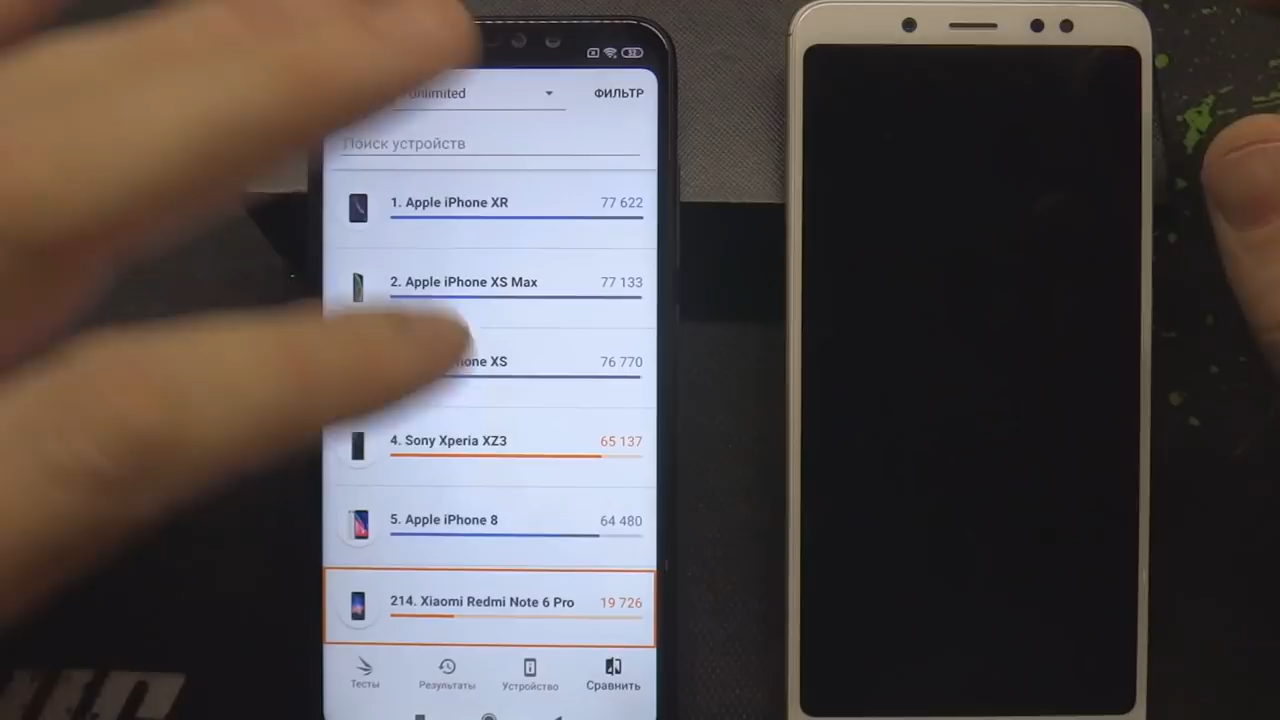 32
unlimited
ФИЛЬТР
Поиск устройств
1. Apple iPhone XR 77 622
2. Apple iPhone XS Max 77 133
one XS 76 770
4. Sony Xperia XZ3 65 137
5. Apple iPhone 8 64 480
214. Xiaomi Redmi Note 6 Pro 19 726
Тесты Результаты Устройство Сравнить